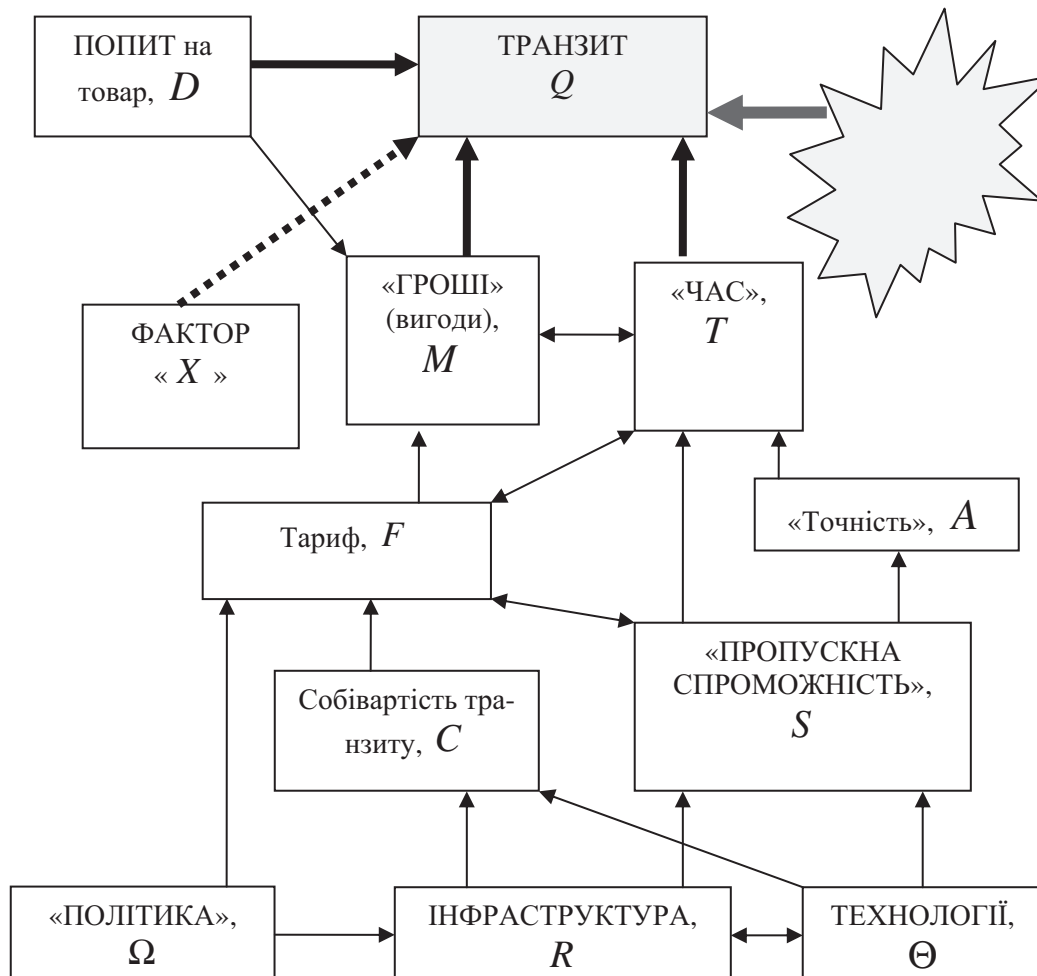 ПОПИТ на
товар, D
ТРАНЗИТ
Q
«ГРОШІ»
(вигоди),
M
«ЧАС»,
T
ФАКТОР
« X »
Тариф, F
«Точність», A
«ПРОПУСКНА
СПРОМОЖНІСТЬ»,
S
Собівартість тра-
нзиту, C
«ПОЛІТИКА»,
Ω
ІНФРАСТРУКТУРА,
R
ТЕХНОЛОГІЇ,
Θ